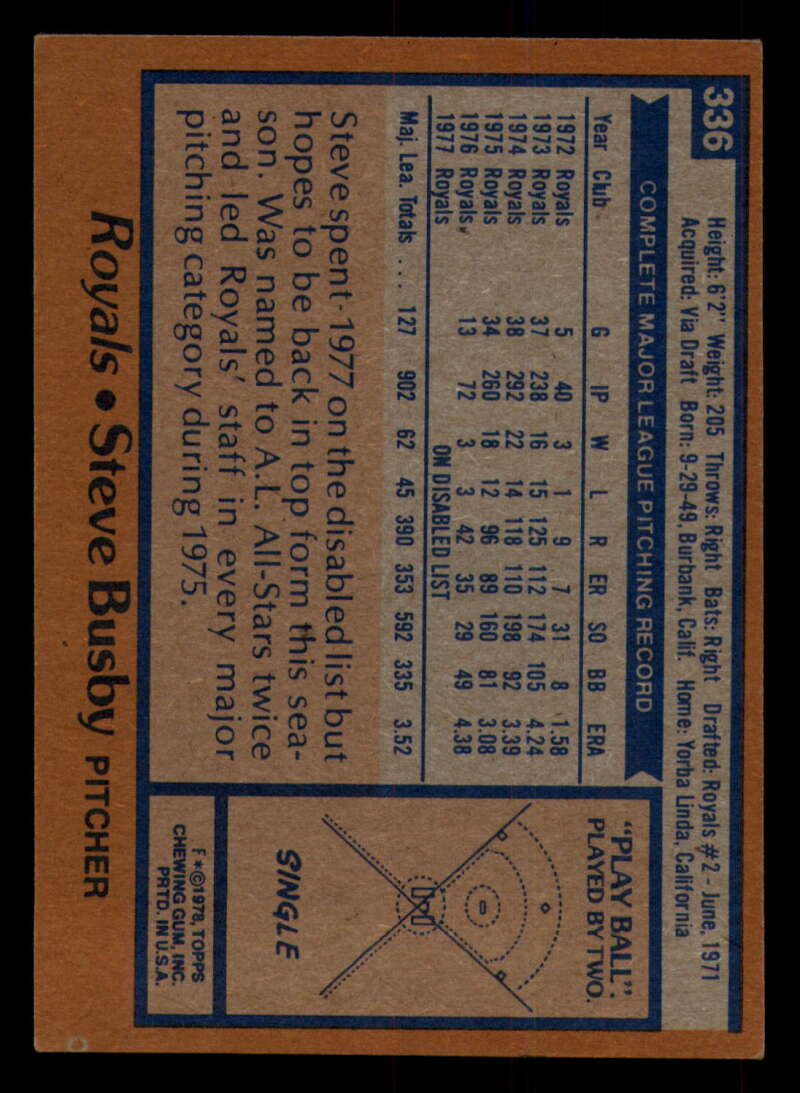 336
Height: 6'2" Weight: 205 Throws: Right Bats: Right Drafted: Royals #2 - June, 1971
Acquired: Via Draft Born: 9-29-49, Burbank, Calif. Home: Yorba Linda, California
COMPLETE MAJOR LEAGUE PITCHING RECORD
Year Club G IP W L R ER SO BB ERA
1972 Royals 5 40 3 1 9 7 31 8 1.58
1973 Royals 37 238 16 15 125 112 174 105 4.24
1974 Royals 38 292 22 14 118 110 198 92 3.39
1975 Royals 34 260 18 12 96 89 160 81 3.08
1976 Royals 13 72 3 3 42 35 29 49 4.38
1977 Royals ON DISABLED LIST
Maj. Lea. Totals ... 127 902 62 45 390 353 592 335 3.52
Steve spent 1977 on the disabled list but
hopes to be back in top form this sea-
son. Was named to A.L. All-Stars twice
and led Royals' staff in every major
pitching category during 1975.
"PLAY BALL"
PLAYED BY TWO.
SINGLE
F*©1978, TOPPS
CHEWING GUM, INC.
PRTD. IN U.S.A.
Royals • Steve Busby PITCHER